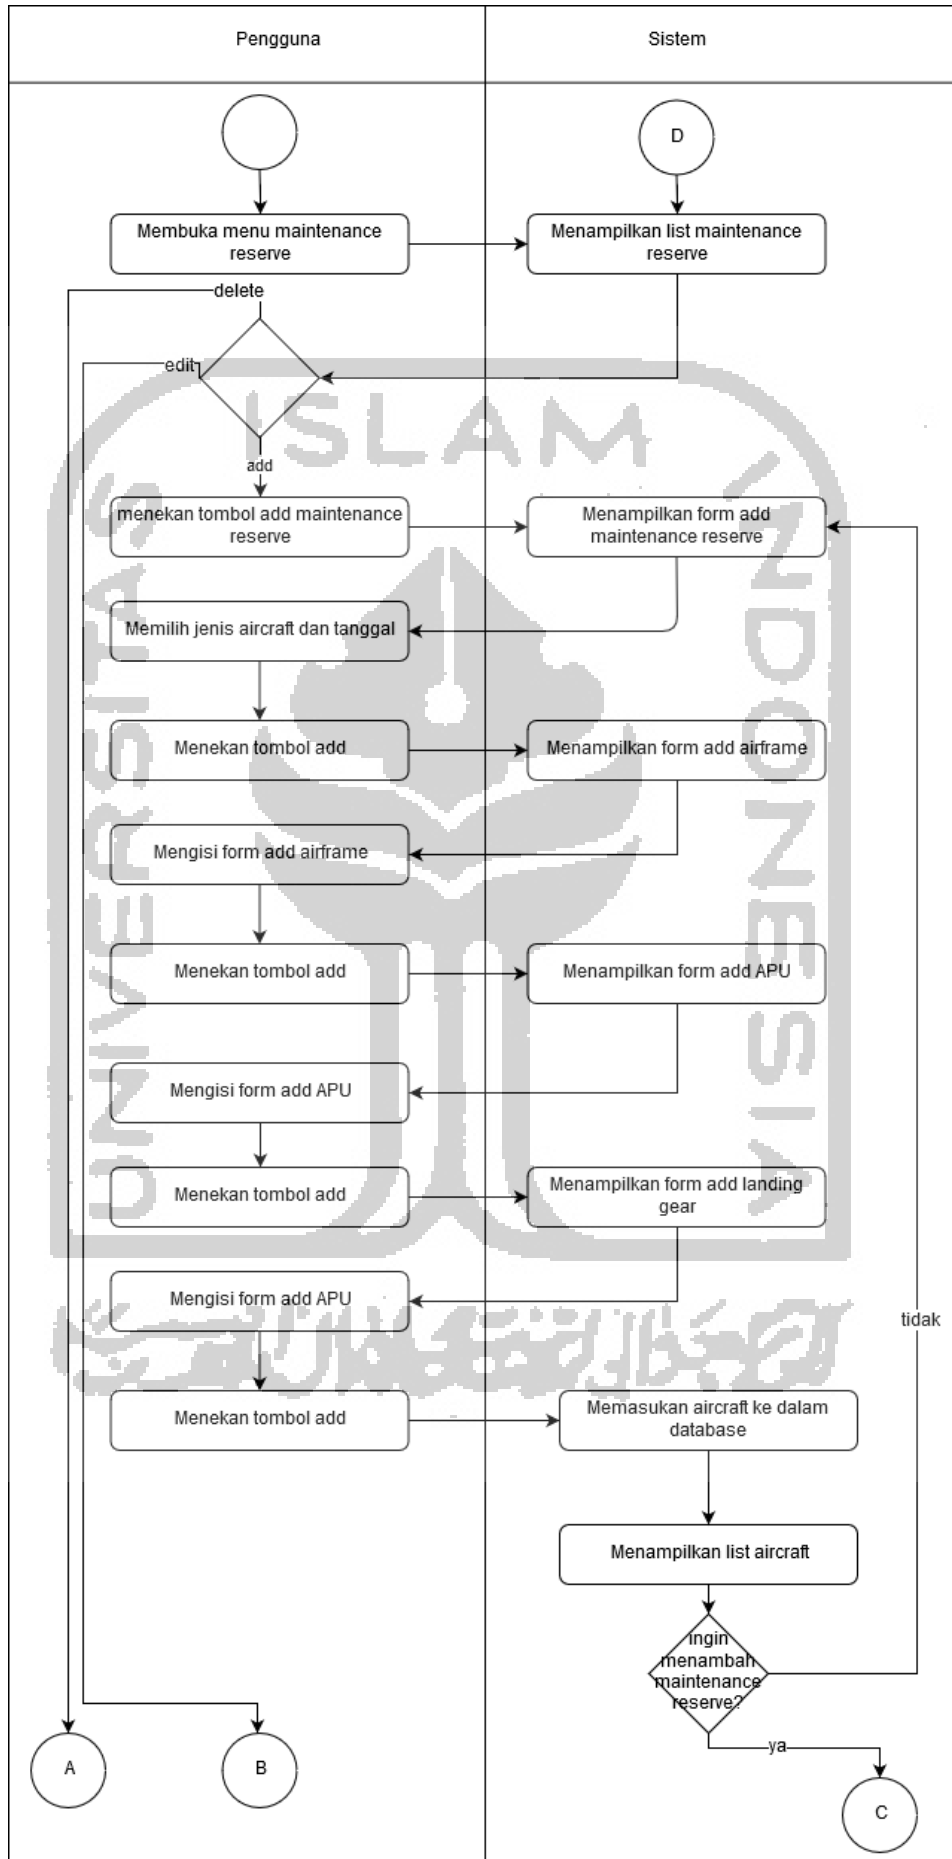 Pengguna
Sistem
D
Membuka menu maintenance
reserve
Menampilkan list maintenance
reserve
delete
edit
ISLAM
add
menekan tombol add maintenance
reserve
Menampilkan form add
maintenance reserve
UNIVERSITAS
INDONESIA
Memilih jenis aircraft dan tanggal
Menekan tombol add
Menampilkan form add airframe
Mengisi form add airframe
Menekan tombol add
Menampilkan form add APU
Mengisi form add APU
Menekan tombol add
Menampilkan form add landing
gear
Mengisi form add APU
tidak
Menekan tombol add
Memasukan aircraft ke dalam
database
Menampilkan list aircraft
ingin
menambah
maintenance
reserve?
ya
A
B
C